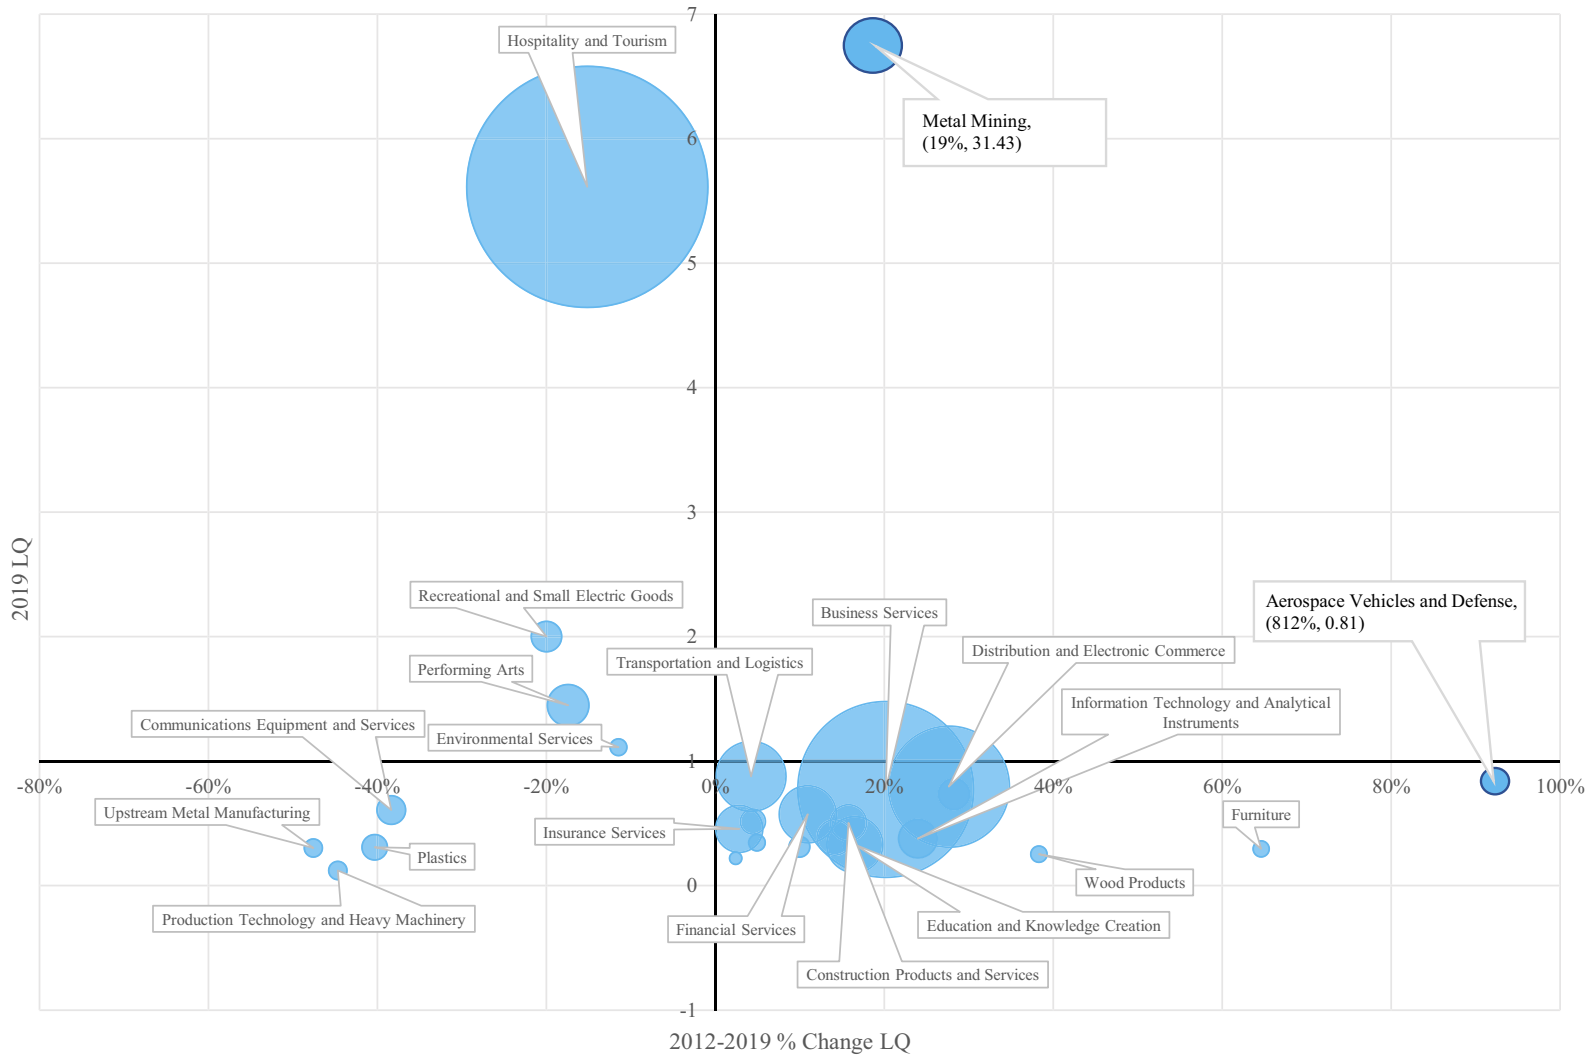 7
Hospitality and Tourism
Metal Mining,
(19%, 31.43)
6
5
4
3
2019 LQ
Recreational and Small Electric Goods
Aerospace Vehicles and Defense,
(812%, 0.81)
Business Services
2
Distribution and Electronic Commerce
Transportation and Logistics
Performing Arts
Information Technology and Analytical
Instruments
Communications Equipment and Services
Environmental Services
1
-80%
-60%
-40%
-20%
0%
20%
40%
60%
80%
100%
Upstream Metal Manufacturing
Furniture
Insurance Services
Plastics
Wood Products
0
Production Technology and Heavy Machinery
Financial Services
Education and Knowledge Creation
Construction Products and Services
-1
2012-2019 % Change LQ